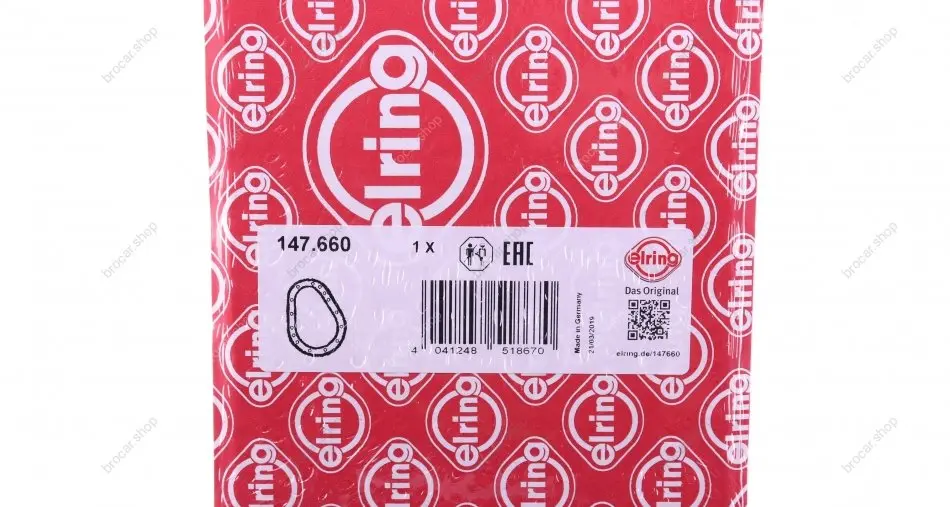 elring
147.660
1 x
EAC
elring
Das Original
4 041248 518670
Made in Germany
21/03/2019
elring.de/147660
brocar.shop